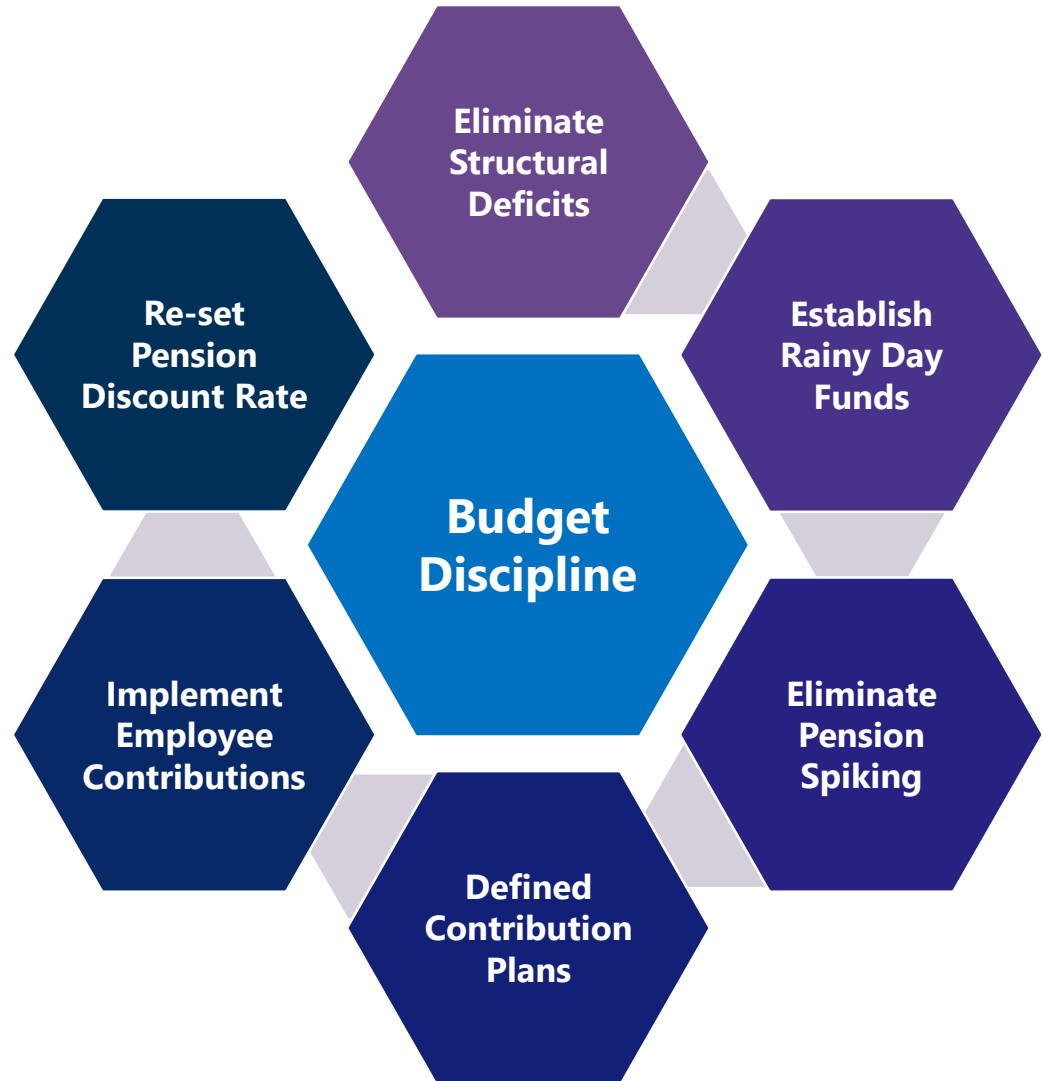 Eliminate
Structural
Deficits
Establish
Rainy Day
Funds
Eliminate
Pension
Spiking
Defined
Contribution
Plans
Implement
Employee
Contributions
Re-set
Pension
Discount Rate
Budget
Discipline